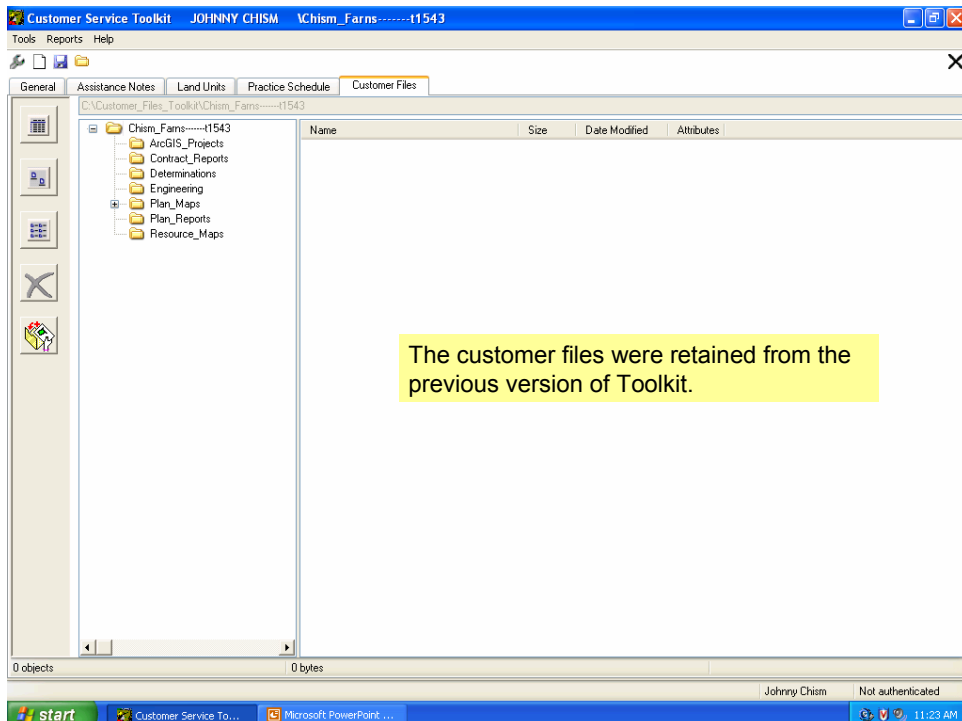 Customer Service Toolkit JOHNNY CHISM \Chism_Farns-------t1543
Tools Reports Help
General Assistance Notes Land Units Practice Schedule Customer Files
C:\Customer_Files_Toolkit\Chism_Farns-------t1543
Chism_Farns-------t1543
ArcGIS_Projects
Contract_Reports
Determinations
Engineering
Plan_Maps
Plan_Reports
Resource_Maps
Name Size Date Modified Attributes
The customer files were retained from the
previous version of Toolkit.
0 objects 0 bytes
Johnny Chism Not authenticated
start Customer Service To... Microsoft PowerPoint ... 11:23 AM